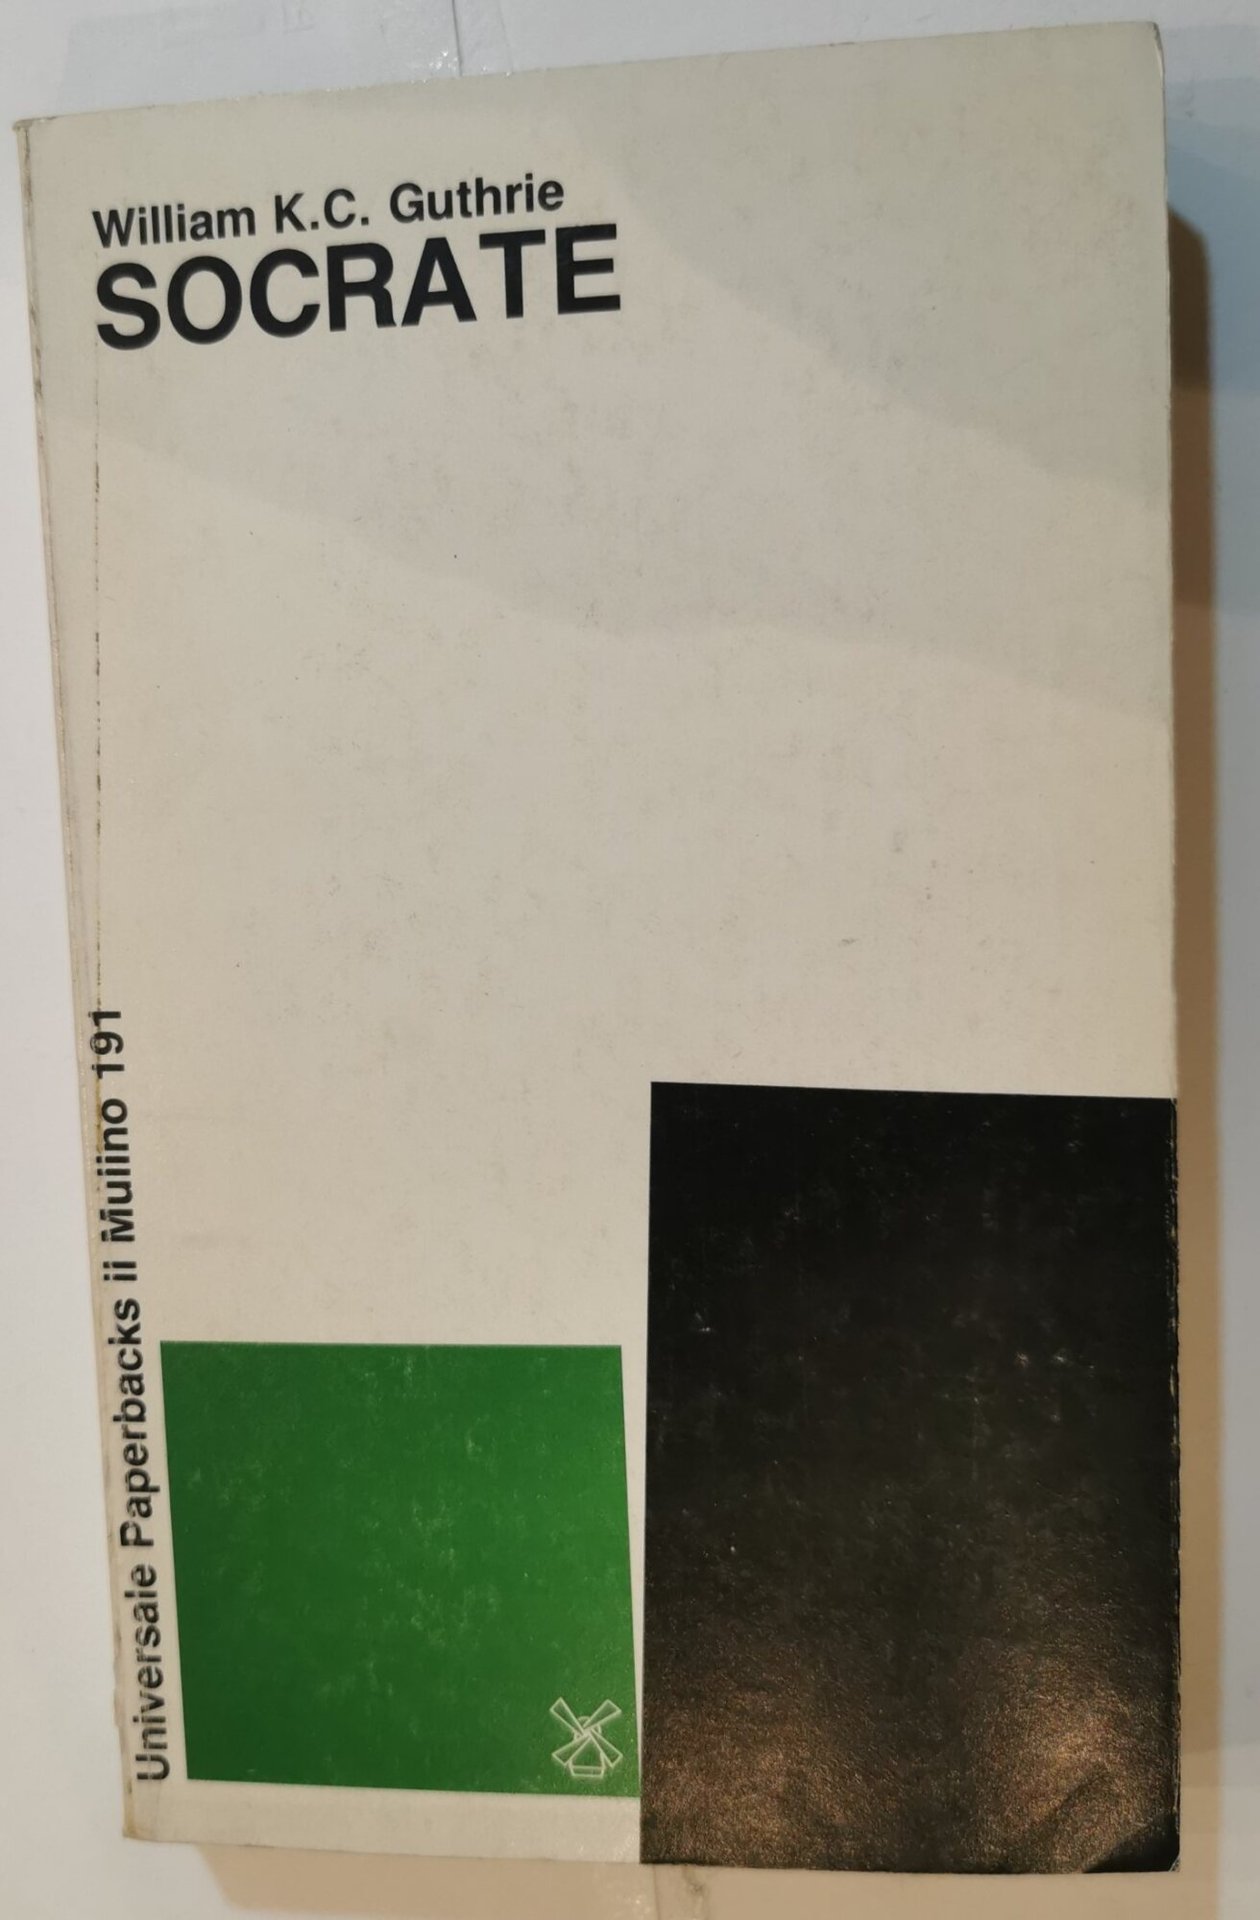 William K.C. Guthrie
SOCRATE
Universale Paperbacks il Mulino 191